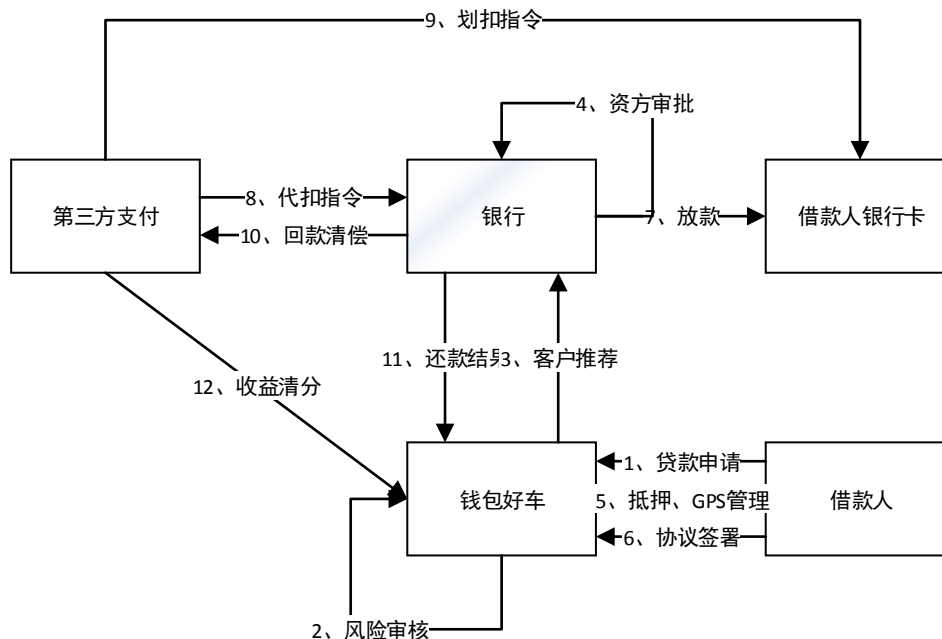 9、划扣指令
4、资方审批
第三方支付
8、代扣指令
10、回款清偿
银行
7、放款
借款人银行卡
11、还款结
3、客户推荐
12、收益清分
钱包好车
1、贷款申请
5、抵押、GPS管理
6、协议签署
借款人
2、风险审核